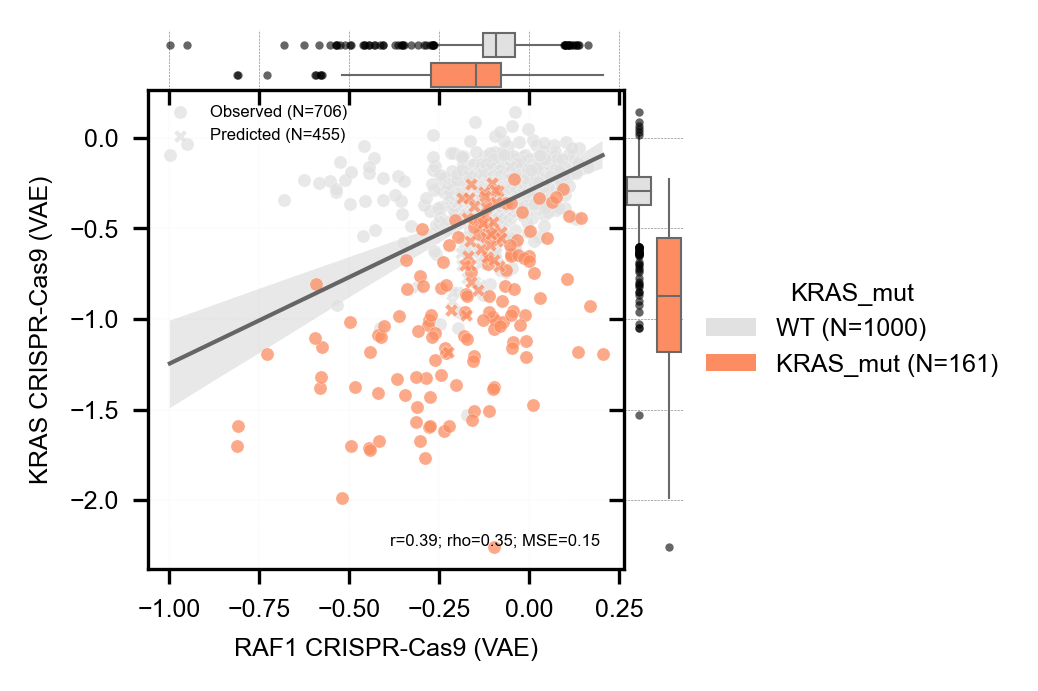 Observed (N=706)
Predicted (N=455)
0.0
−0.5
−1.0
−1.5
−2.0
KRAS CRISPR-Cas9 (VAE)
r=0.39; rho=0.35; MSE=0.15
−1.00 −0.75 −0.50 −0.25 0.00 0.25
RAF1 CRISPR-Cas9 (VAE)
KRAS_mut
WT (N=1000)
KRAS_mut (N=161)